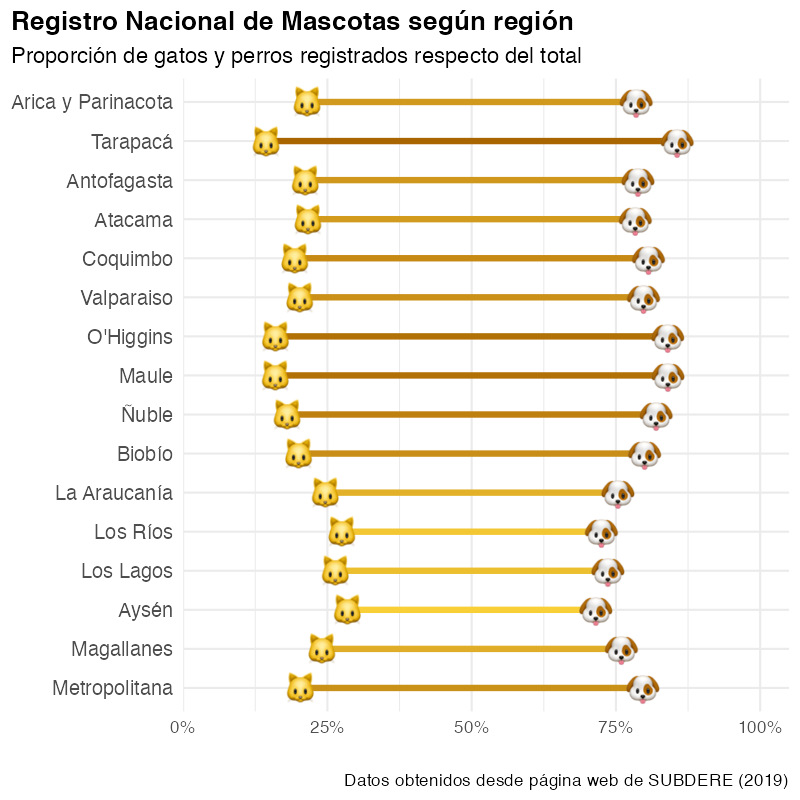 Registro Nacional de Mascotas según región
Proporción de gatos y perros registrados respecto del total
Arica y Parinacota
Tarapacá
Antofagasta
Atacama
Coquimbo
Valparaiso
O'Higgins
Maule
Ñuble
Biobío
La Araucanía
Los Ríos
Los Lagos
Aysén
Magallanes
Metropolitana
0% 25% 50% 75% 100%
Datos obtenidos desde página web de SUBDERE (2019)